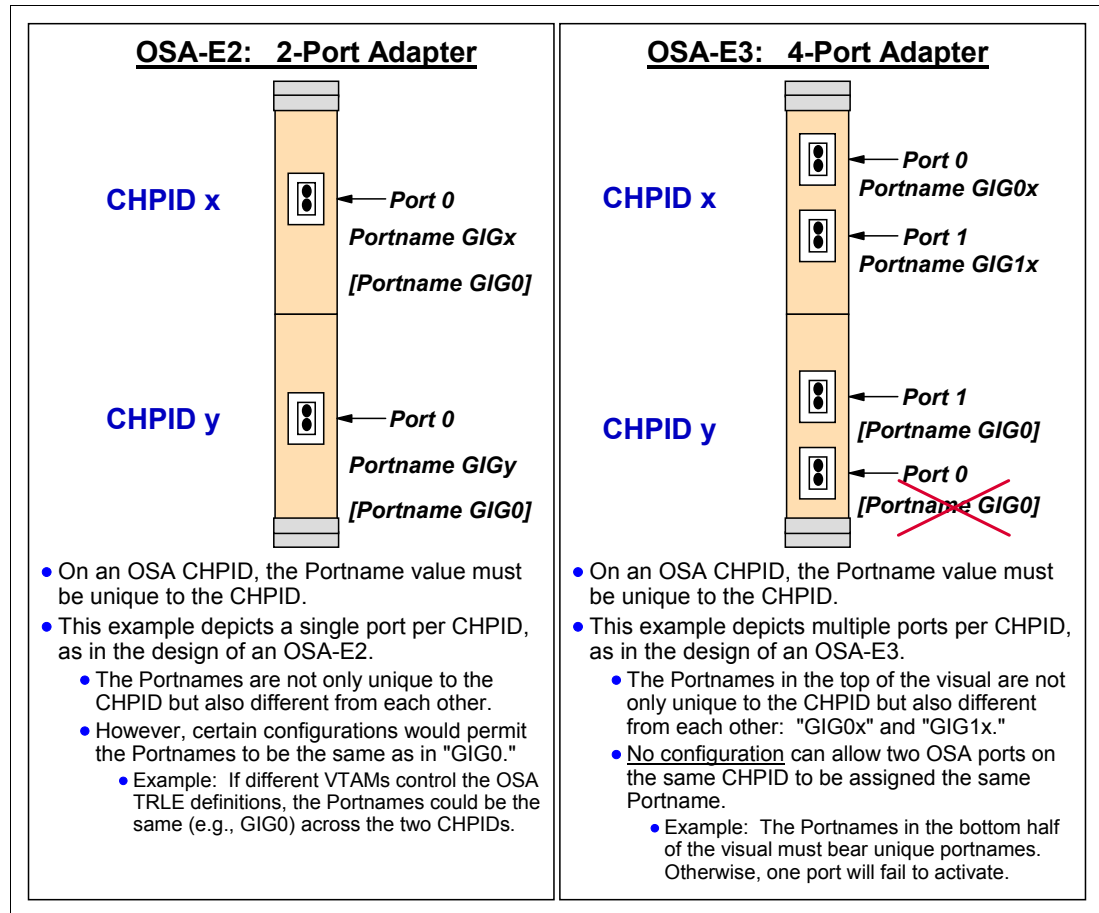 OSA-E2: 2-Port Adapter
CHPID x
Port 0
Portname GIGx
[Portname GIG0]
CHPID y
Port 0
Portname GIGy
[Portname GIG0]
• On an OSA CHPID, the Portname value must
be unique to the CHPID.
• This example depicts a single port per CHPID,
as in the design of an OSA-E2.
• The Portnames are not only unique to the
CHPID but also different from each other.
• However, certain configurations would permit
the Portnames to be the same as in "GIG0."
• Example: If different VTAMs control the OSA
TRLE definitions, the Portnames could be the
same (e.g., GIG0) across the two CHPIDs.
OSA-E3: 4-Port Adapter
CHPID x
Port 0
Portname GIG0x
Port 1
Portname GIG1x
CHPID y
Port 1
[Portname GIG0]
Port 0
[Portname GIG0]
• On an OSA CHPID, the Portname value must
be unique to the CHPID.
• This example depicts multiple ports per CHPID,
as in the design of an OSA-E3.
• The Portnames in the top of the visual are not
only unique to the CHPID but also different
from each other: "GIG0x" and "GIG1x."
• No configuration can allow two OSA ports on
the same CHPID to be assigned the same
Portname.
• Example: The Portnames in the bottom half
of the visual must bear unique portnames.
Otherwise, one port will fail to activate.